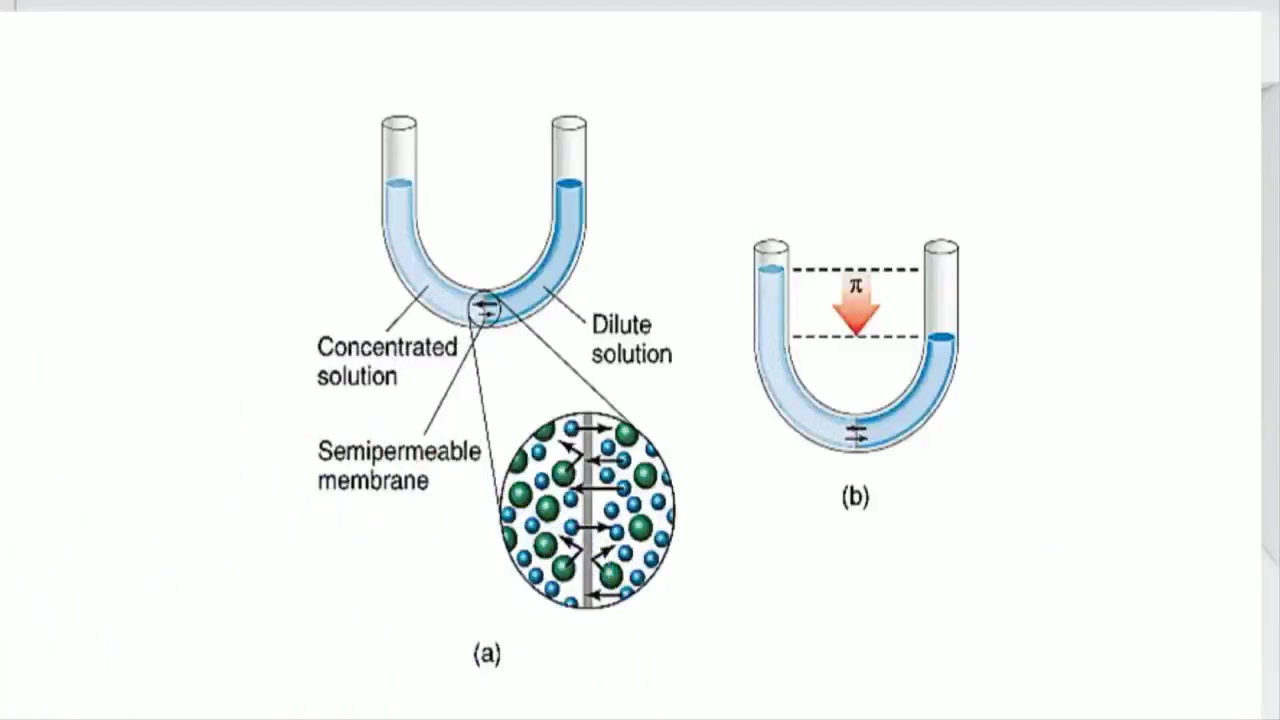 Concentrated
solution
Dilute
solution
Semipermeable
membrane
(a)
π
(b)